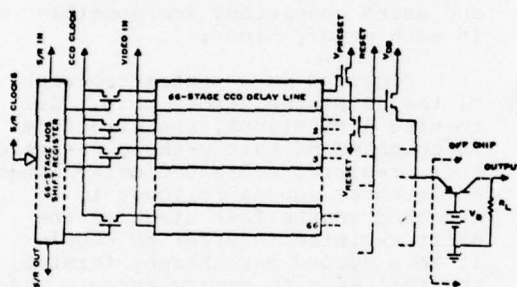 S/R IN
CCD CLOCK
VIDEO IN
VPRESET
RESET
VDD
S/R CLOCKS
66-STAGE MOS SHIFT REGISTER
66-STAGE CCD DELAY LINE
2
3
66
VRESET
OFF CHIP
OUTPUT
VB
RL
S/R OUT